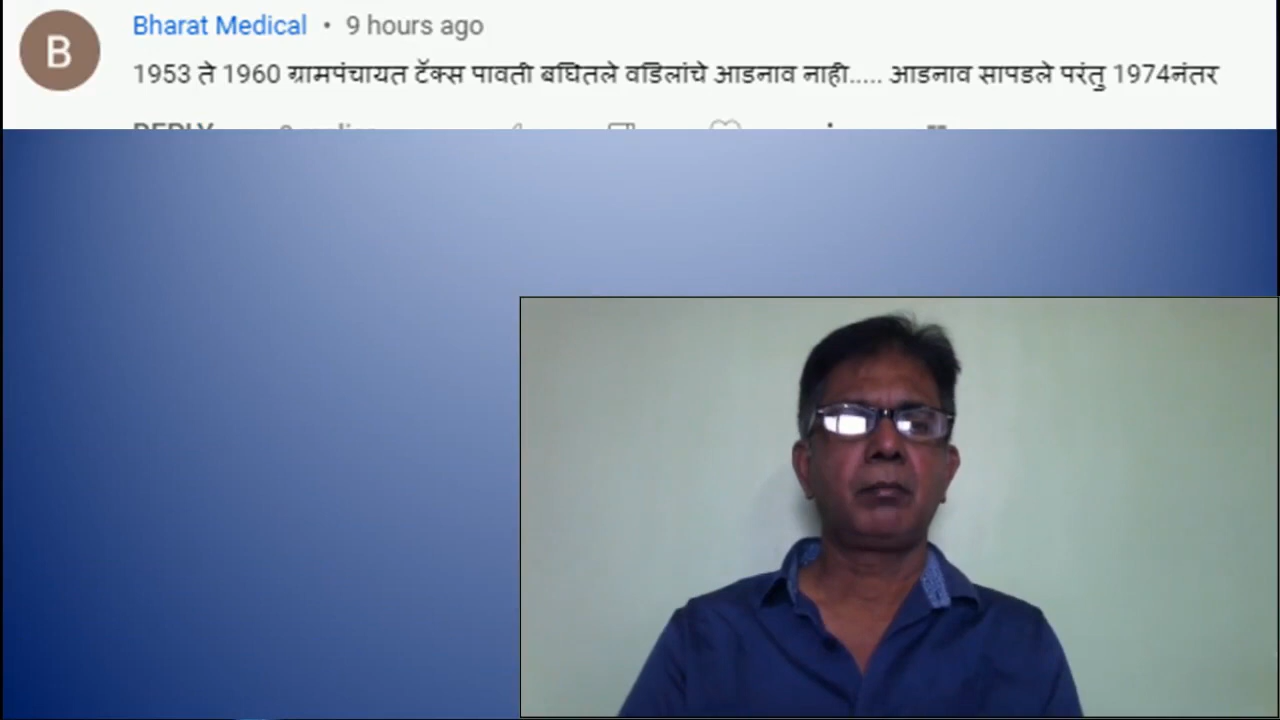 B
Bharat Medical • 9 hours ago
1953 ते 1960 ग्रामपंचायत टॅक्स पावती बघितले वडिलांचे आडनाव नाही..... आडनाव सापडले परंतु 1974नंतर